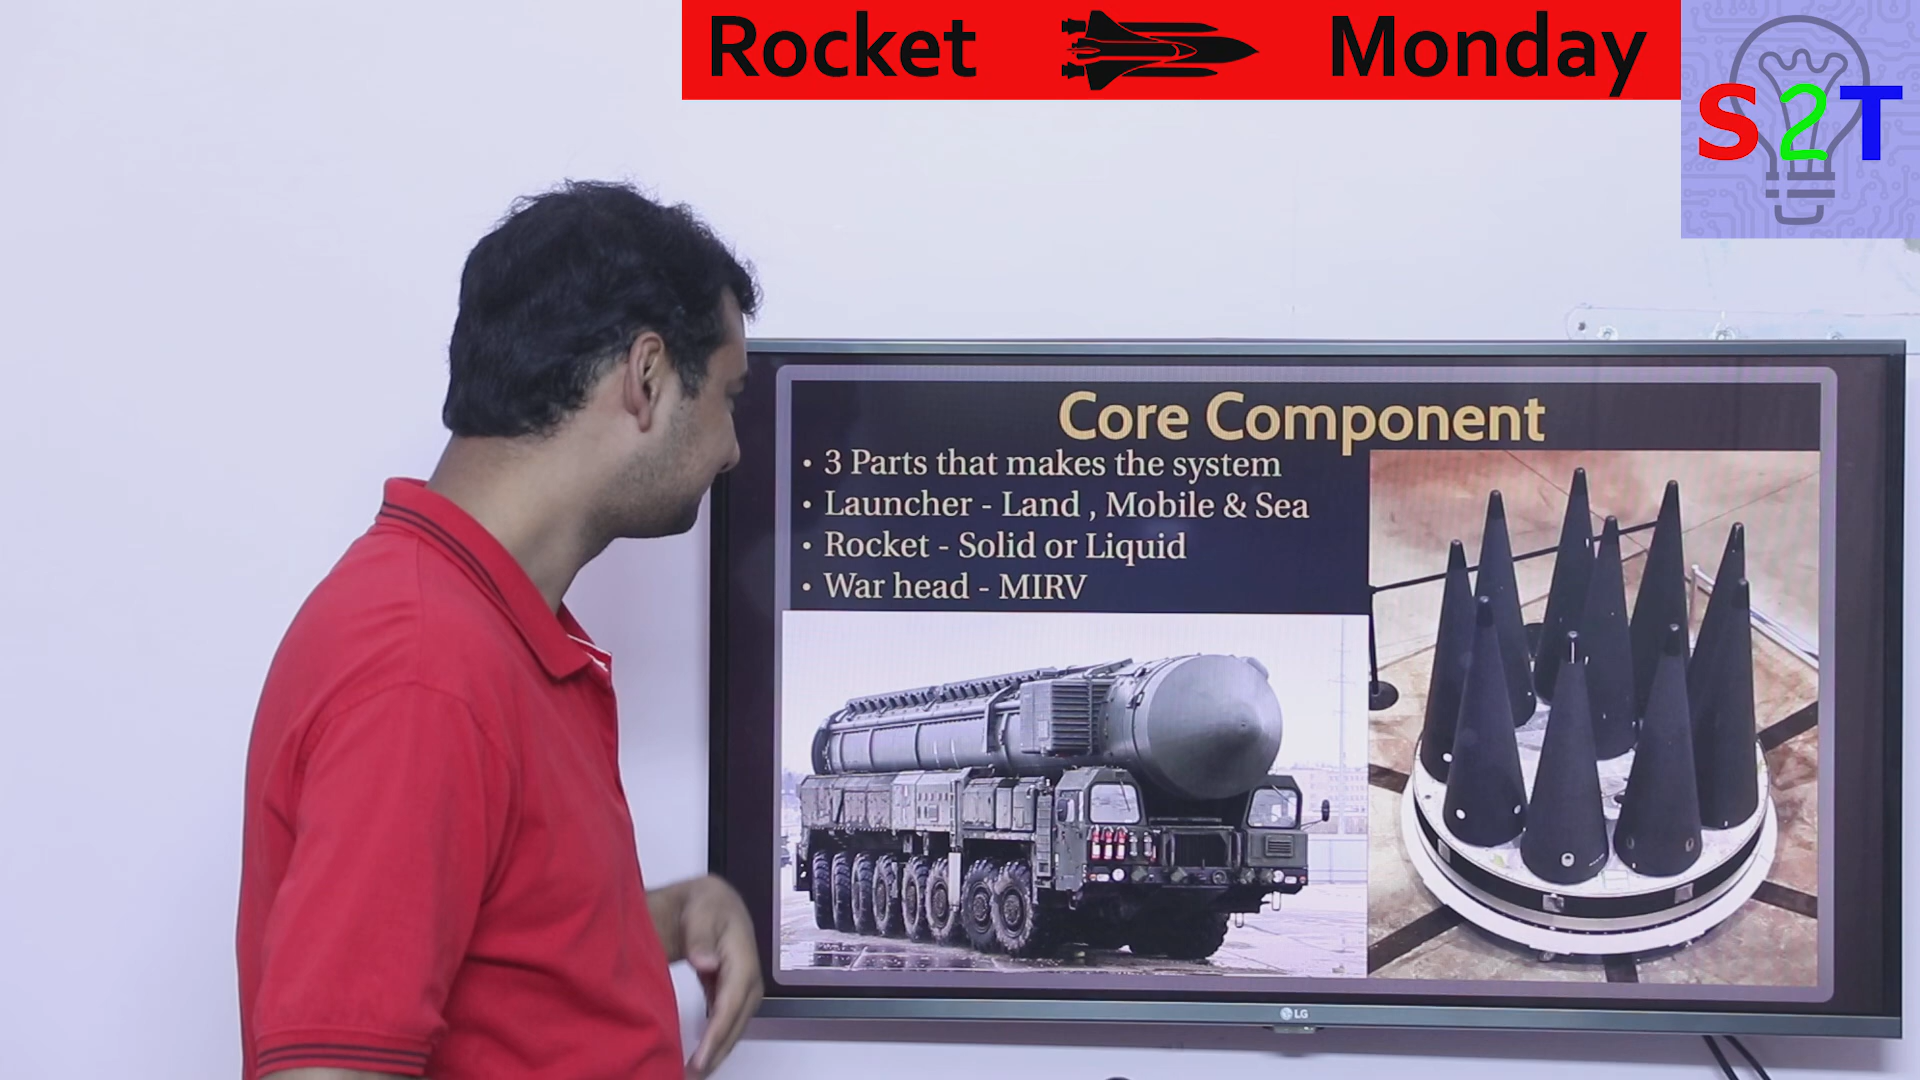 Rocket Monday
S2T
Core Component
• 3 Parts that makes the system
• Launcher - Land , Mobile & Sea
• Rocket - Solid or Liquid
• War head - MIRV
LG